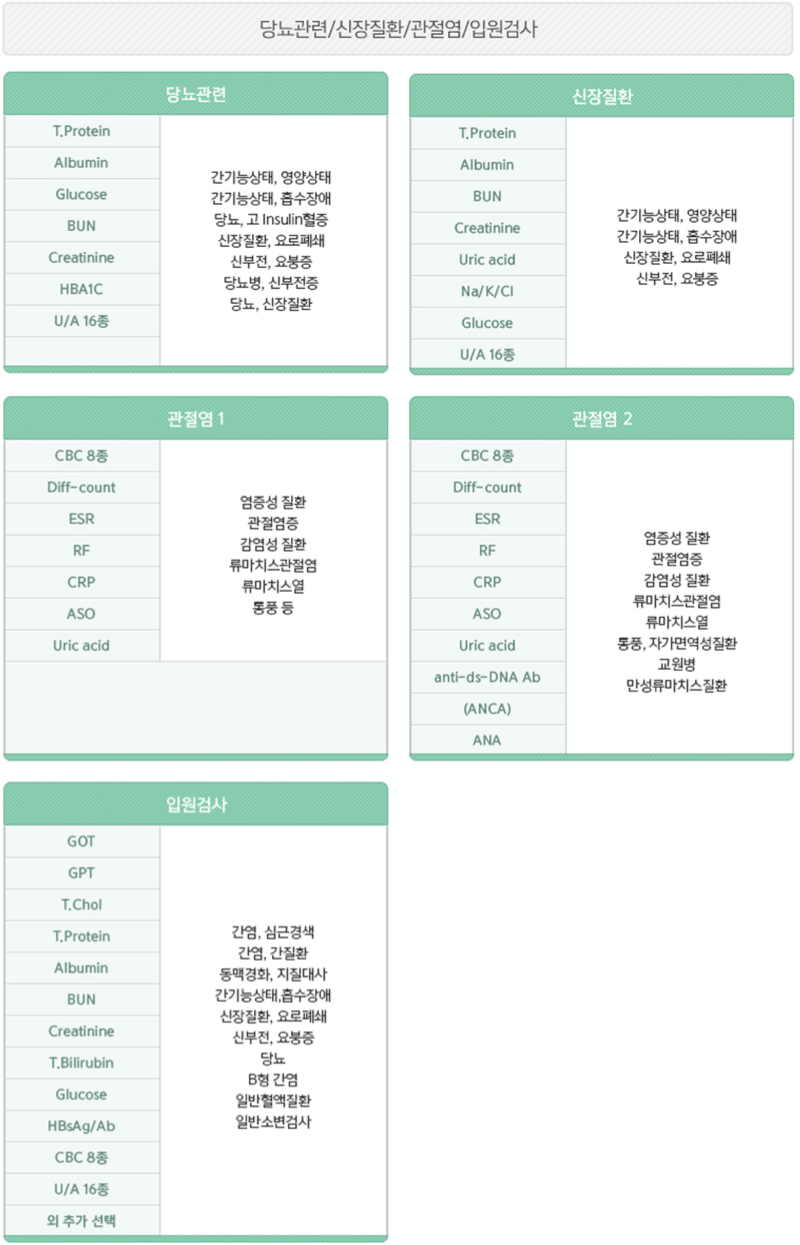 당뇨관련/신장질환/관절염/입원검사
당뇨관련
T.Protein
Albumin
Glucose
BUN
Creatinine
HBA1C
U/A 16종
간기능상태, 영양상태
간기능상태, 흡수장애
당뇨, 고 Insulin혈증
신장질환, 요로폐쇄
신부전, 요붕증
당뇨병, 신부전증
당뇨, 신장질환
신장질환
T.Protein
Albumin
BUN
Creatinine
Uric acid
Na/K/Cl
Glucose
U/A 16종
간기능상태, 영양상태
간기능상태, 흡수장애
신장질환, 요로폐쇄
신부전, 요붕증
관절염 1
CBC 8종
Diff-count
ESR
RF
CRP
ASO
Uric acid
염증성 질환
관절염증
감염성 질환
류마치스관절염
류마치스열
통풍 등
관절염 2
CBC 8종
Diff-count
ESR
RF
CRP
ASO
Uric acid
anti-ds-DNA Ab
(ANCA)
ANA
염증성 질환
관절염증
감염성 질환
류마치스관절염
류마치스열
통풍, 자가면역성질환
교원병
만성류마치스질환
입원검사
GOT
GPT
T.Chol
T.Protein
Albumin
BUN
Creatinine
T.Bilirubin
Glucose
HBsAg/Ab
CBC 8종
U/A 16종
외 추가 선택
간염, 심근경색
간염, 간질환
동맥경화, 지질대사
간기능상태,흡수장애
신장질환, 요로폐쇄
신부전, 요붕증
당뇨
B형 간염
일반혈액질환
일반소변검사